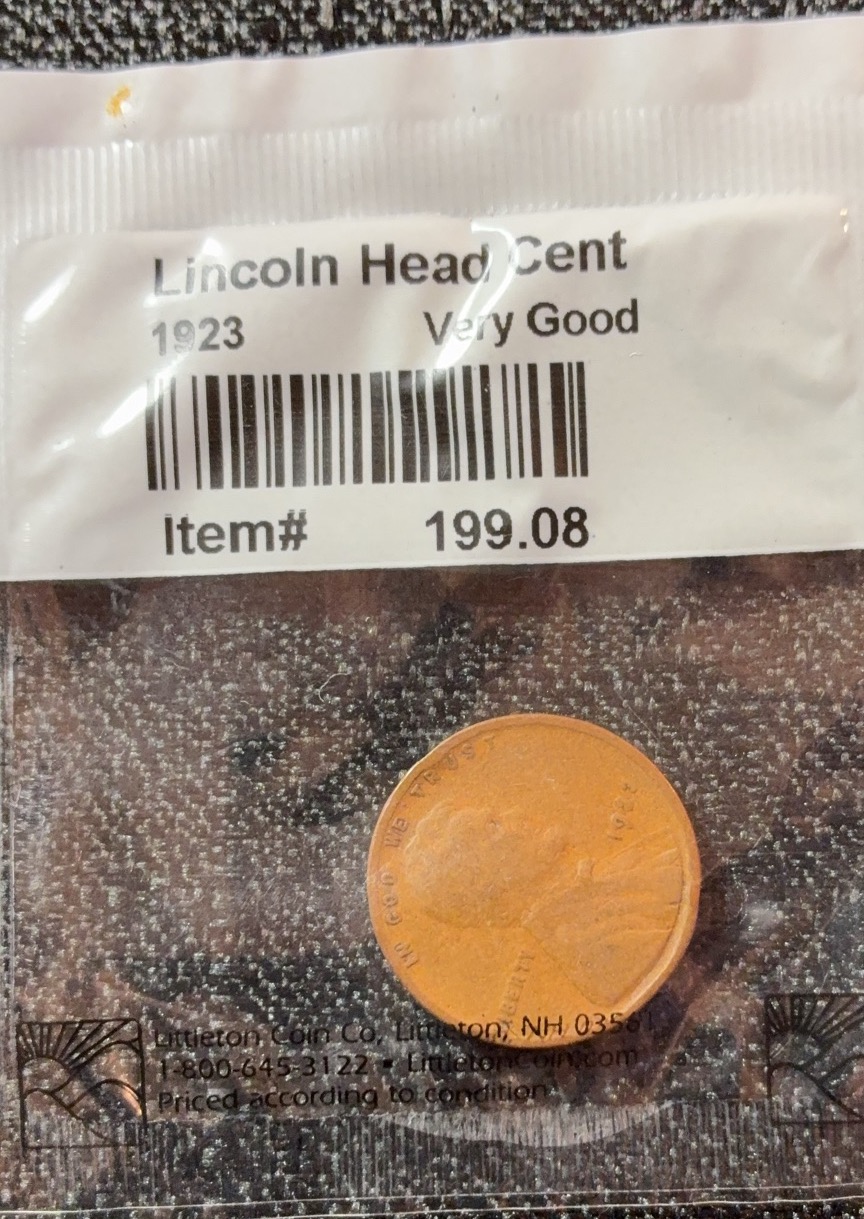 Lincoln Head Cent
1923 Very Good
Item# 199.08
IN GOD WE TRUST
LIBERTY
Littleton Coin Co, Littleton, NH 03561
1-800-645-3122 ▪ LittletonCoin.com
Priced according to condition